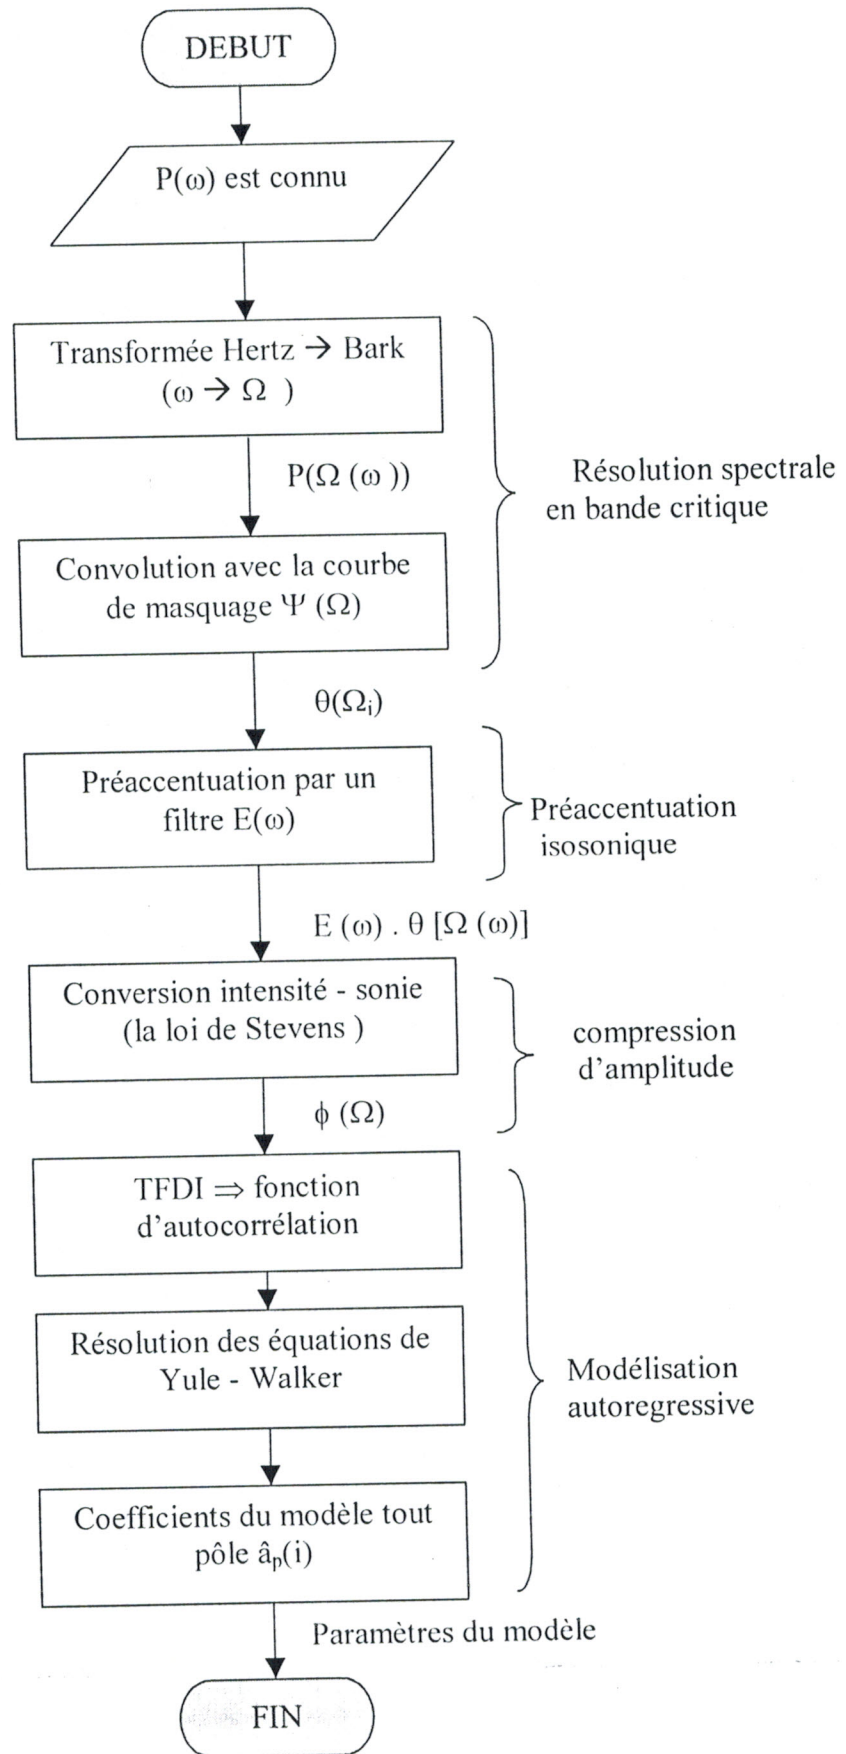 DEBUT
P(ω) est connu
Transformée Hertz → Bark
(ω → Ω )
P(Ω (ω ))
Résolution spectrale
en bande critique
Convolution avec la courbe
de masquage Ψ (Ω)
θ(Ωᵢ)
Préaccentuation par un
filtre E(ω)
Préaccentuation
isosonique
E (ω) . θ [Ω (ω)]
Conversion intensité - sonie
(la loi de Stevens )
compression
d'amplitude
ϕ (Ω)
TFDI ⇒ fonction
d'autocorrélation
Résolution des équations de
Yule - Walker
Modélisation
autoregressive
Coefficients du modèle tout
pôle âₚ(i)
Paramètres du modèle
FIN